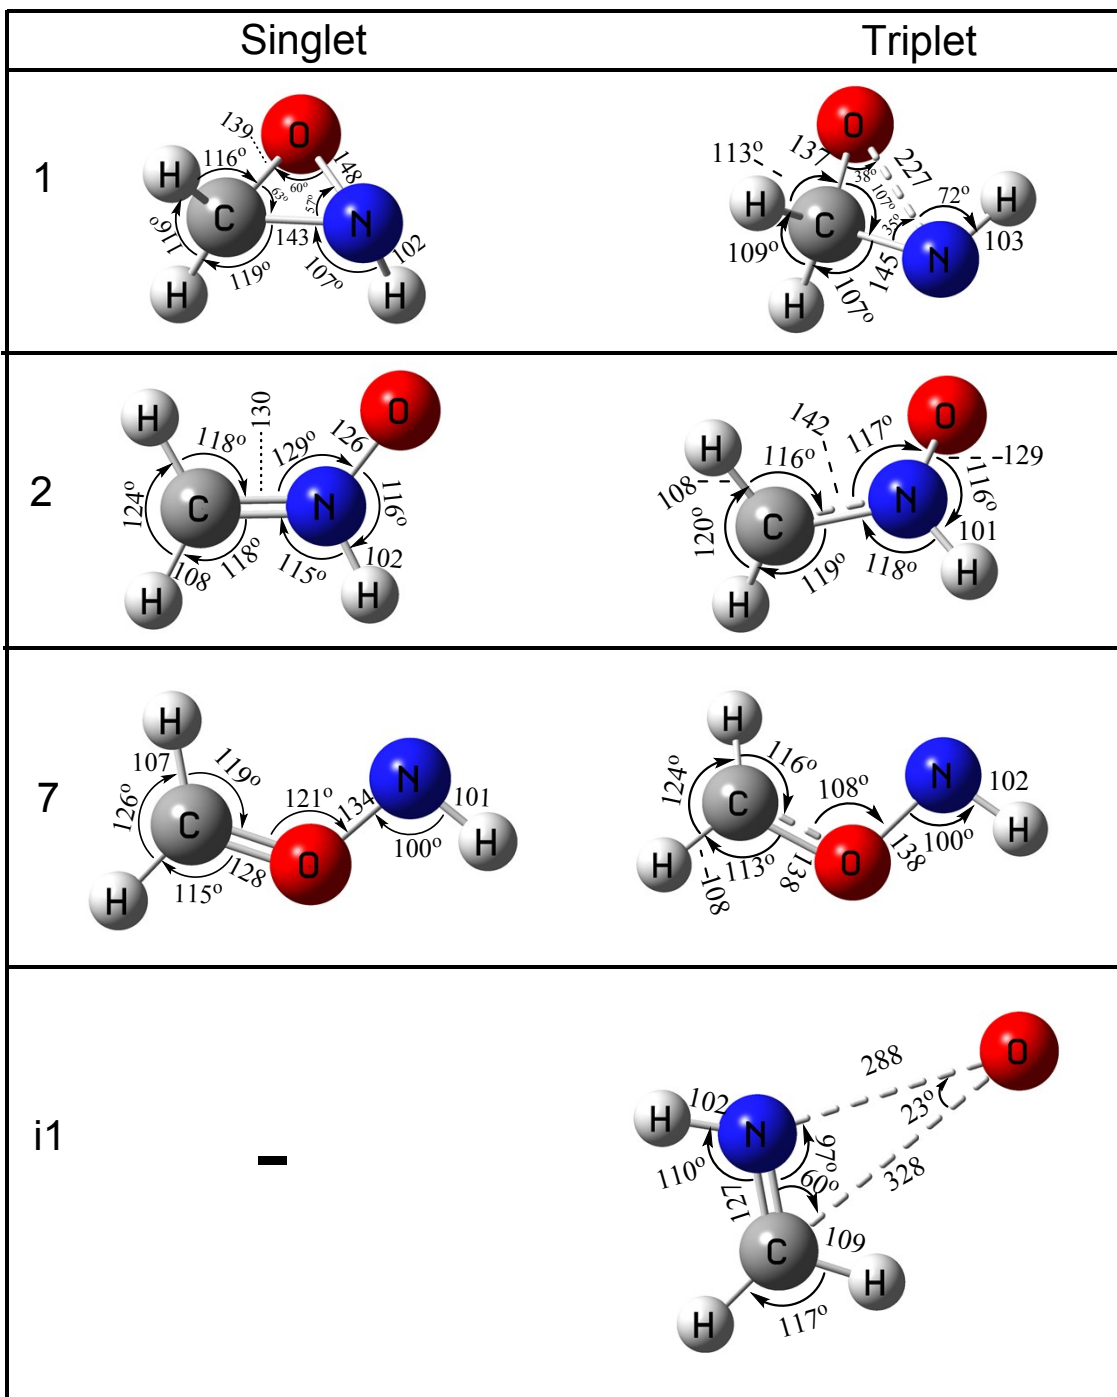 Singlet Triplet
1
139 O 148 H 116° 63° 60° 57° C N 116° 143 102 119° 107° H H
O 137 227 113° 38° 107° 72° H H C 35° 103 109° N 145 H 107°
2
H 130 O 118° 129° 126 124° C N 116° 118° 115° 102 108 H H
O 142 117° 129 H 116° N 116° 108 C 101 120° 119° 118° H H
7
H 107 119° N 126° 121° 134 101 C H 100° O 128 115° H
H 116° N 124° 108° 102 C H 100° H O 138 113° 138 108
i1
-
O 288 H 102 N 23° 97° 110° 60° 328 127 C 109 H H 117°